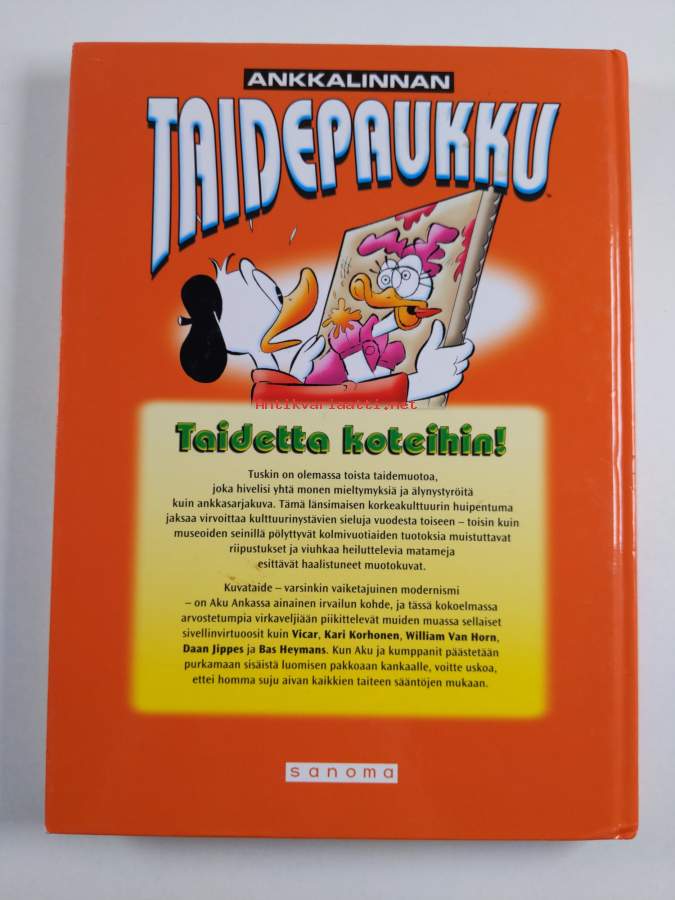 ANKKALINNAN
TAIDEPAUKKU
Antikvariaatti.net
Taidetta koteihin!
Tuskin on olemassa toista taidemuotoa,
joka hivelisi yhtä monen mieltymyksiä ja älynystyröitä
kuin ankkasarjakuva. Tämä länsimaisen korkeakulttuurin huipentuma
jaksaa virvoittaa kulttuurinystävien sieluja vuodesta toiseen – toisin kuin
museoiden seinillä pölyttyvät kolmivuotiaiden tuotoksia muistuttavat
riipustukset ja viuhkaa heiluttelevia matameja
esittävät haalistuneet muotokuvat.
Kuvataide – varsinkin vaiketajuinen modernismi
– on Aku Ankassa ainainen irvailun kohde, ja tässä kokoelmassa
arvostetumpia virkaveljiään piikittelevät muiden muassa sellaiset
sivellinvirtuoosit kuin Vicar, Kari Korhonen, William Van Horn,
Daan Jippes ja Bas Heymans. Kun Aku ja kumppanit päästetään
purkamaan sisäistä luomisen pakkoaan kankaalle, voitte uskoa,
ettei homma suju aivan kaikkien taiteen sääntöjen mukaan.
sanoma